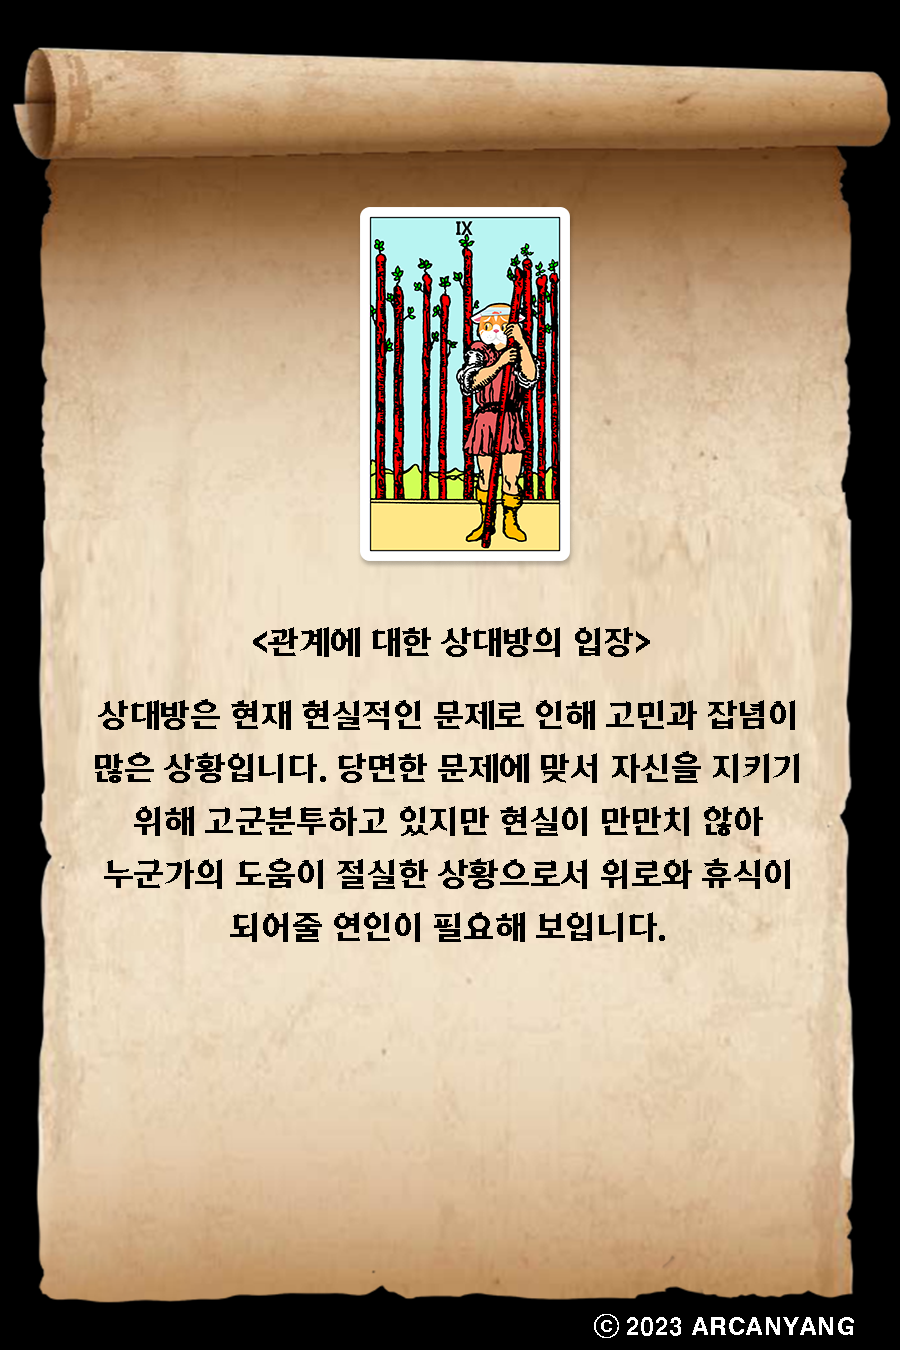 IX
<관계에 대한 상대방의 입장>
상대방은 현재 현실적인 문제로 인해 고민과 잡념이
많은 상황입니다. 당면한 문제에 맞서 자신을 지키기
위해 고군분투하고 있지만 현실이 만만치 않아
누군가의 도움이 절실한 상황으로서 위로와 휴식이
되어줄 연인이 필요해 보입니다.
© 2023 ARCANYANG